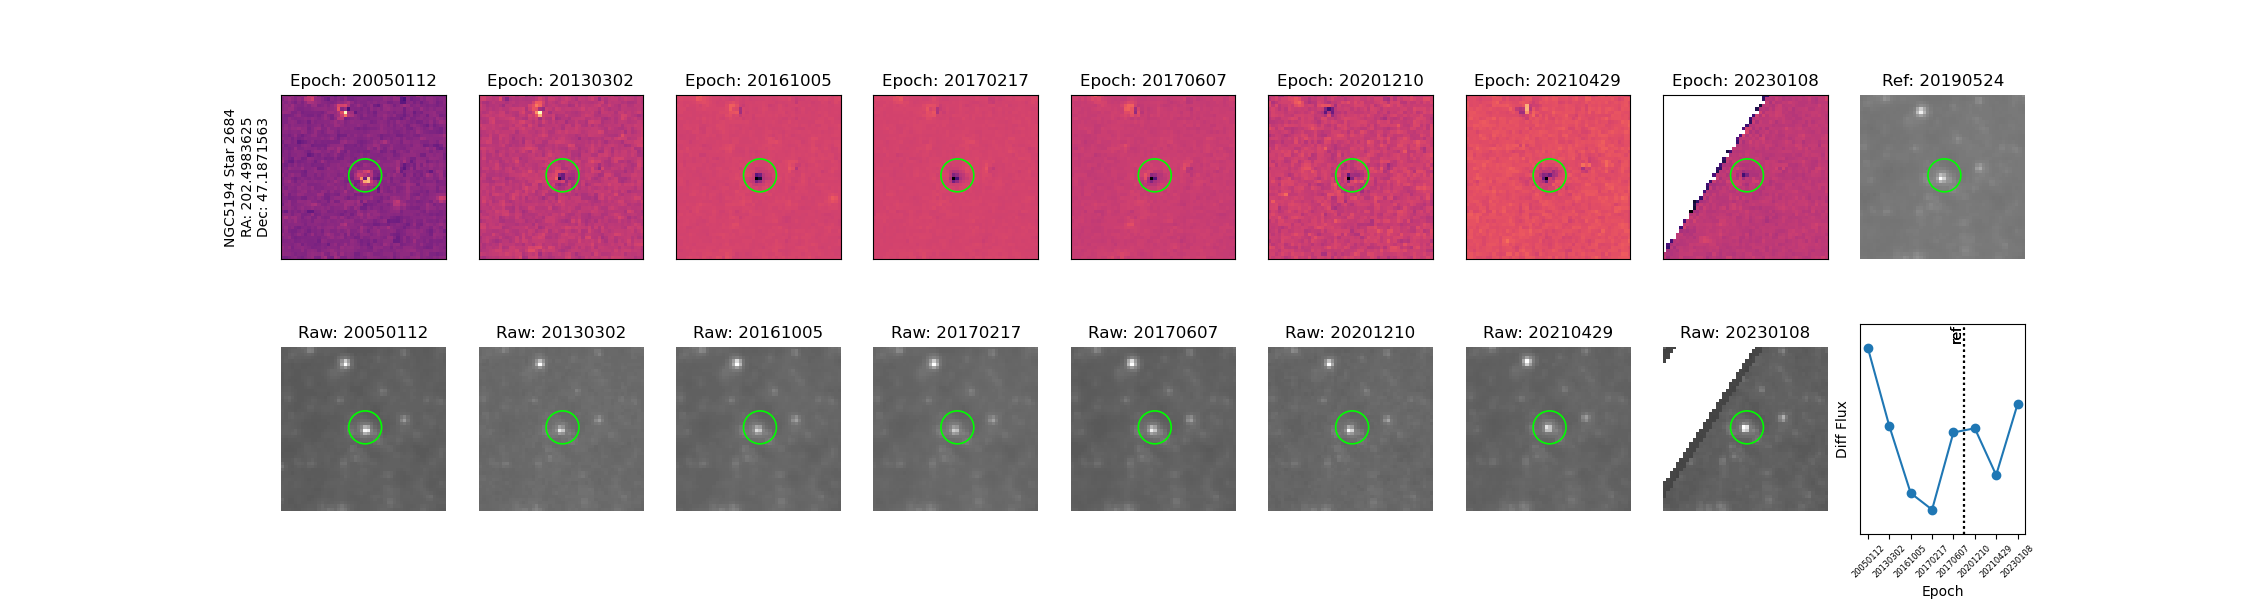 NGC5194 Star 2684
RA: 202.4983625
Dec: 47.1871563
Epoch: 20050112
Epoch: 20130302
Epoch: 20161005
Epoch: 20170217
Epoch: 20170607
Epoch: 20201210
Epoch: 20210429
Epoch: 20230108
Ref: 20190524
Raw: 20050112
Raw: 20130302
Raw: 20161005
Raw: 20170217
Raw: 20170607
Raw: 20201210
Raw: 20210429
Raw: 20230108
ref
Diff Flux
20050112
20130302
20161005
20170217
20170607
20201210
20210429
20230108
Epoch